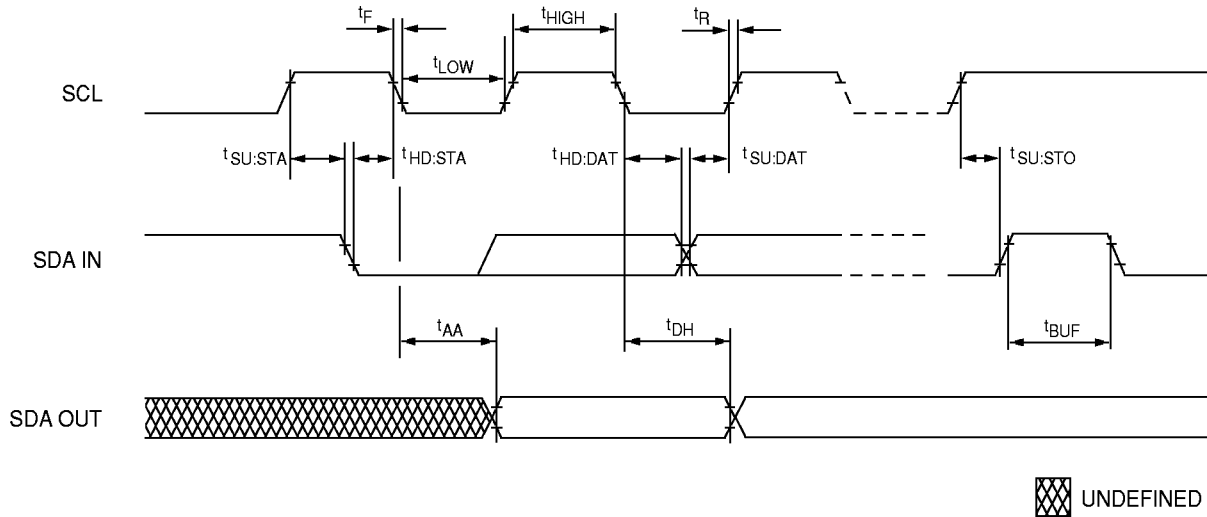 tF
tHIGH
tR
tLOW
SCL
tSU:STA
tHD:STA
tHD:DAT
tSU:DAT
tSU:STO
SDA IN
tAA
tDH
tBUF
SDA OUT
UNDEFINED